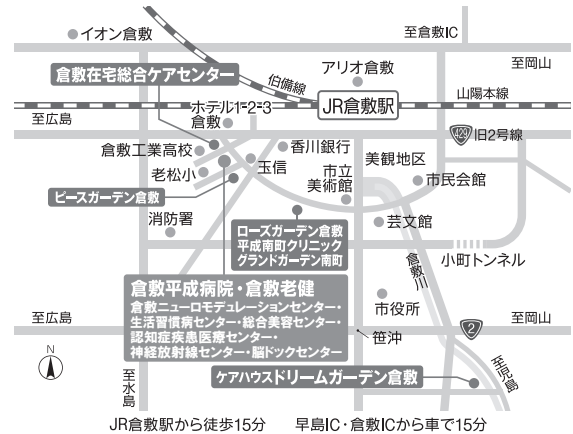 至倉敷IC
イオン倉敷
伯備線
アリオ倉敷
至岡山
倉敷在宅総合ケアセンター
JR倉敷駅
山陽本線
至広島
ホテル1-2-3
倉敷
429
旧2号線
倉敷工業高校
香川銀行
美観地区
玉信
老松小
市立
美術館
市民会館
ピースガーデン倉敷
消防署
ローズガーデン倉敷
平成南町クリニック
グランドガーデン南町
芸文館
倉敷川
小町トンネル
倉敷平成病院・倉敷老健
倉敷ニューロモデュレーションセンター・
生活習慣病センター・総合美容センター・
認知症疾患医療センター・
神経放射線センター・脳ドックセンター
市役所
至広島
笹沖
2
至岡山
N
至水島
ケアハウスドリームガーデン倉敷
至児島
JR倉敷駅から徒歩15分 早島IC・倉敷ICから車で15分